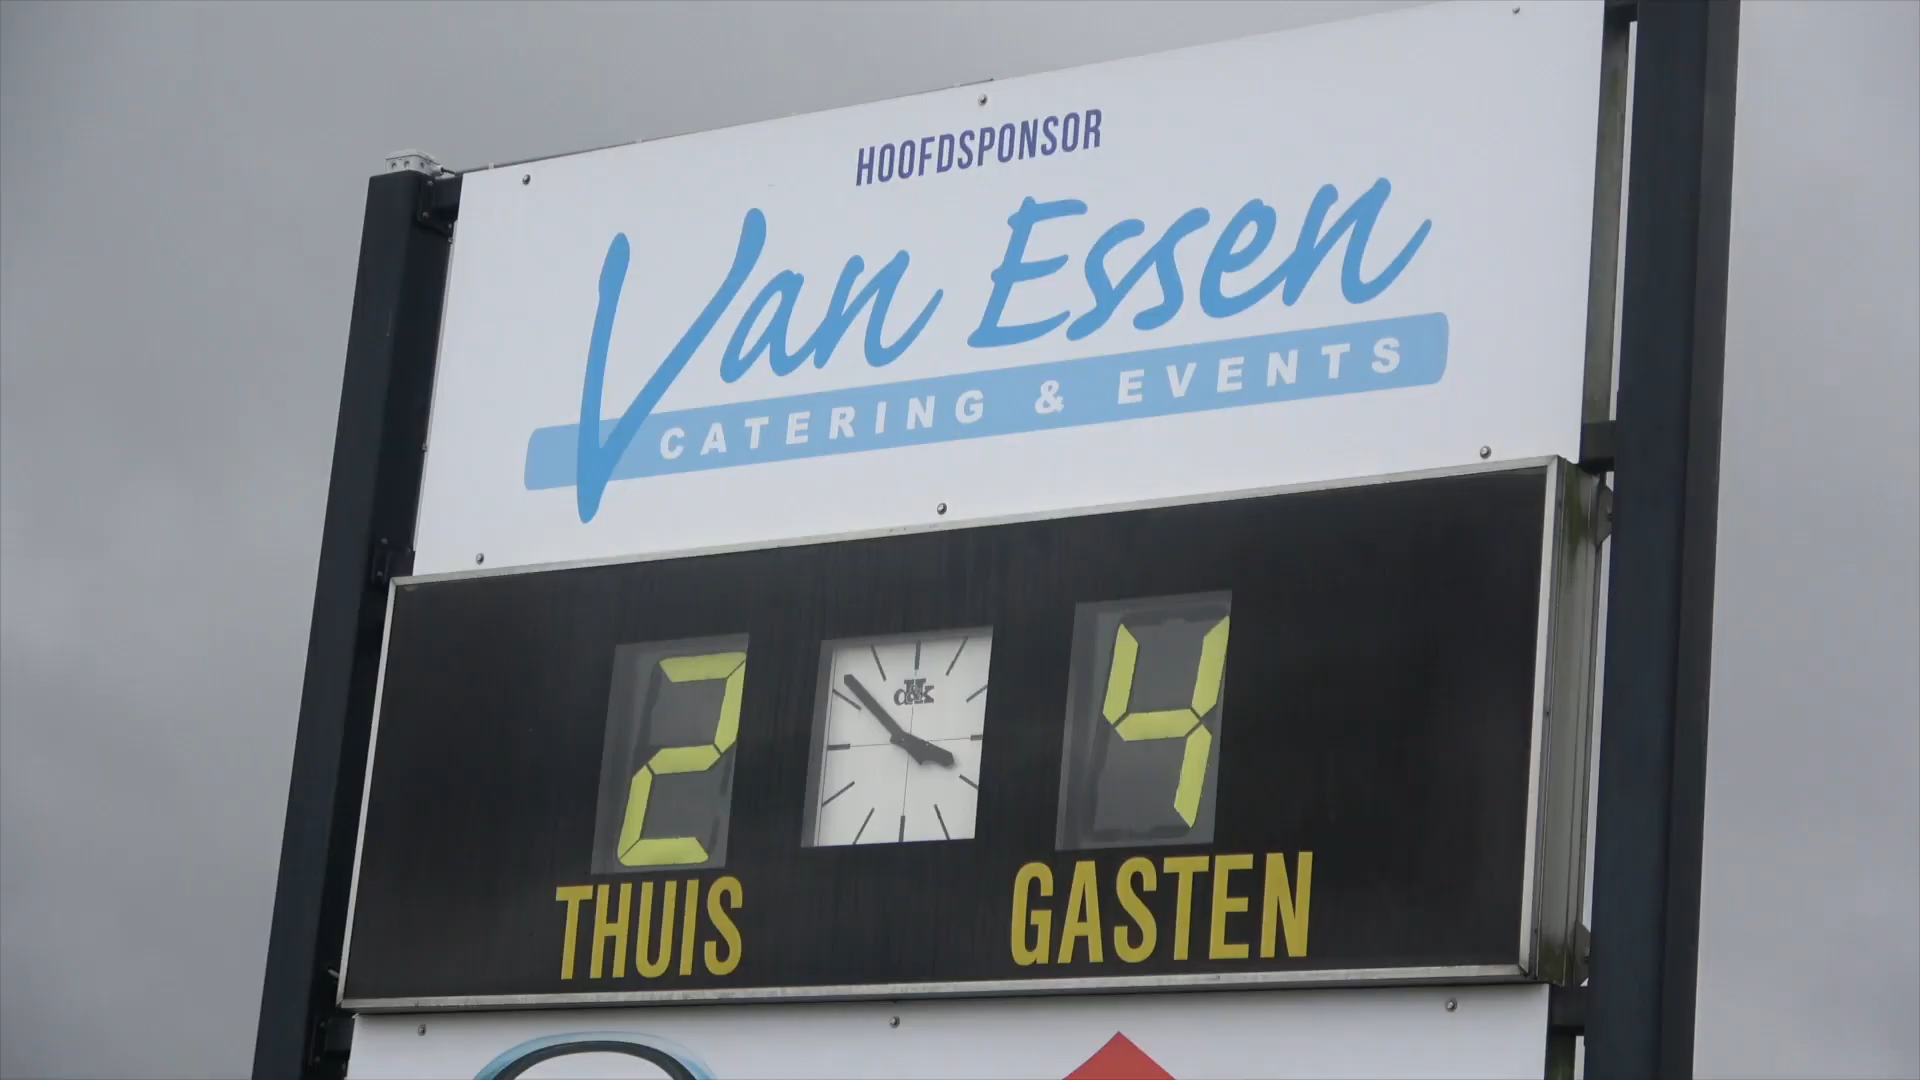 HOOFDSPONSOR
Van Essen
CATERING & EVENTS
2 4
THUIS GASTEN